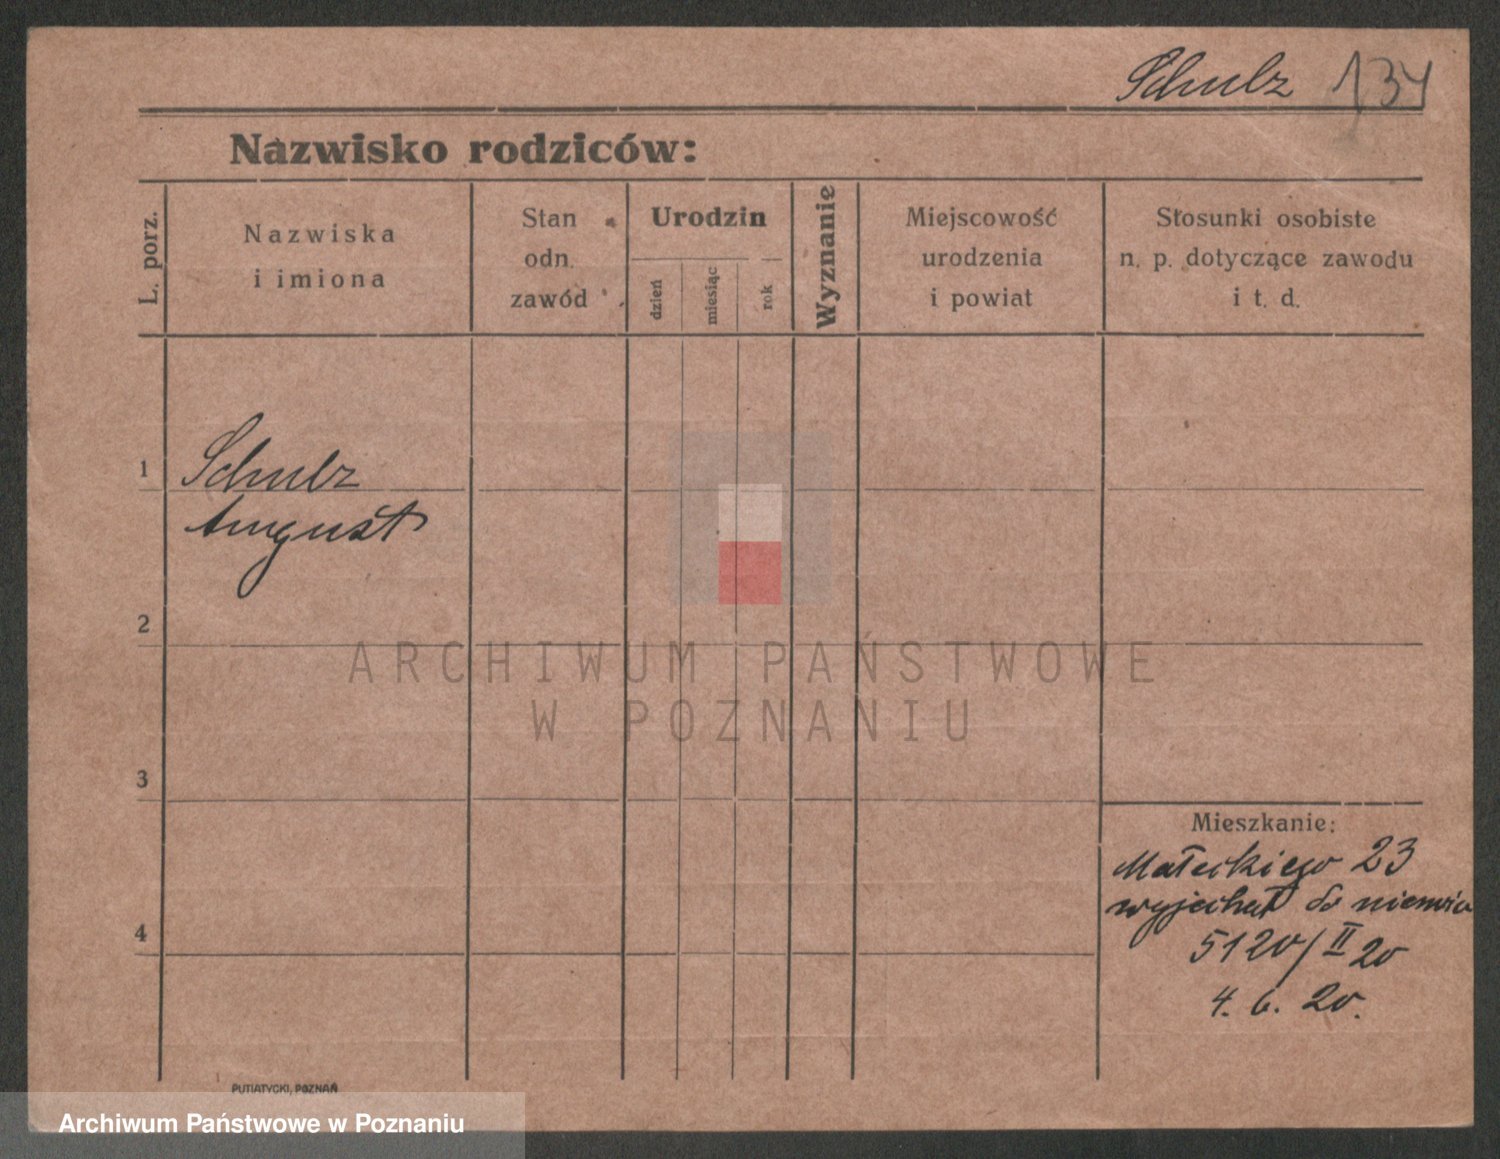 Schulz 134
Nazwisko rodziców:
L. porz.
Nazwiska
i imiona
Stan
odn.
zawód
Urodzin
dzień
miesiąc
rok
Wyznanie
Miejscowość
urodzenia
i powiat
Stosunki osobiste
n. p. dotyczące zawodu
i t. d.
1 Schulz
August
2
3
4
Mieszkanie:
Małeckiego 23
wyjechał do niemiec
5120/II 20
4. 6. 20.
PUTIATYCKI, POZNAŃ
ARCHIWUM PAŃSTWOWE
W POZNANIU
Archiwum Państwowe w Poznaniu